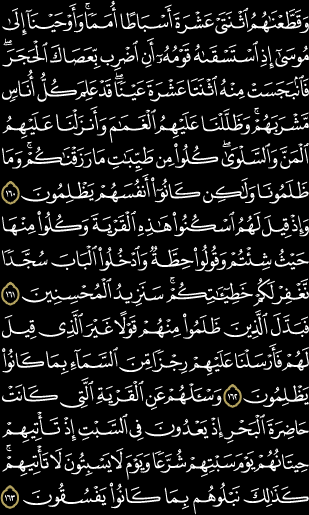 وَقَطَّعْنَٰهُمُ ٱثْنَتَىْ عَشْرَةَ أَسْبَاطًا أُمَمًا ۚ وَأَوْحَيْنَآ إِلَىٰ
مُوسَىٰٓ إِذِ ٱسْتَسْقَىٰهُ قَوْمُهُۥٓ أَنِ ٱضْرِب بِّعَصَاكَ ٱلْحَجَرَ ۖ
فَٱنۢبَجَسَتْ مِنْهُ ٱثْنَتَا عَشْرَةَ عَيْنًا ۖ قَدْ عَلِمَ كُلُّ أُنَاسٍ
مَّشْرَبَهُمْ ۚ وَظَلَّلْنَا عَلَيْهِمُ ٱلْغَمَٰمَ وَأَنزَلْنَا عَلَيْهِمُ
ٱلْمَنَّ وَٱلسَّلْوَىٰ ۖ كُلُوا۟ مِن طَيِّبَٰتِ مَا رَزَقْنَٰكُمْ ۚ وَمَا
ظَلَمُونَا وَلَٰكِن كَانُوٓا۟ أَنفُسَهُمْ يَظْلِمُونَ ١٦٠
وَإِذْ قِيلَ لَهُمُ ٱسْكُنُوا۟ هَٰذِهِ ٱلْقَرْيَةَ وَكُلُوا۟ مِنْهَا
حَيْثُ شِئْتُمْ وَقُولُوا۟ حِطَّةٌ وَٱدْخُلُوا۟ ٱلْبَابَ سُجَّدًا
نَّغْفِرْ لَكُمْ خَطِيٓـَٰٔتِكُمْ ۚ سَنَزِيدُ ٱلْمُحْسِنِينَ ١٦١
فَبَدَّلَ ٱلَّذِينَ ظَلَمُوا۟ مِنْهُمْ قَوْلًا غَيْرَ ٱلَّذِى قِيلَ
لَهُمْ فَأَرْسَلْنَا عَلَيْهِمْ رِجْزًا مِّنَ ٱلسَّمَآءِ بِمَا كَانُوا۟
يَظْلِمُونَ ١٦٢ وَسْـَٔلْهُمْ عَنِ ٱلْقَرْيَةِ ٱلَّتِى كَانَتْ
حَاضِرَةَ ٱلْبَحْرِ إِذْ يَعْدُونَ فِى ٱلسَّبْتِ إِذْ تَأْتِيهِمْ
حِيتَانُهُمْ يَوْمَ سَبْتِهِمْ شُرَّعًا وَيَوْمَ لَا يَسْبِتُونَ ۙ لَا تَأْتِيهِمْ ۚ
كَذَٰلِكَ نَبْلُوهُم بِمَا كَانُوا۟ يَفْسُقُونَ ١٦٣